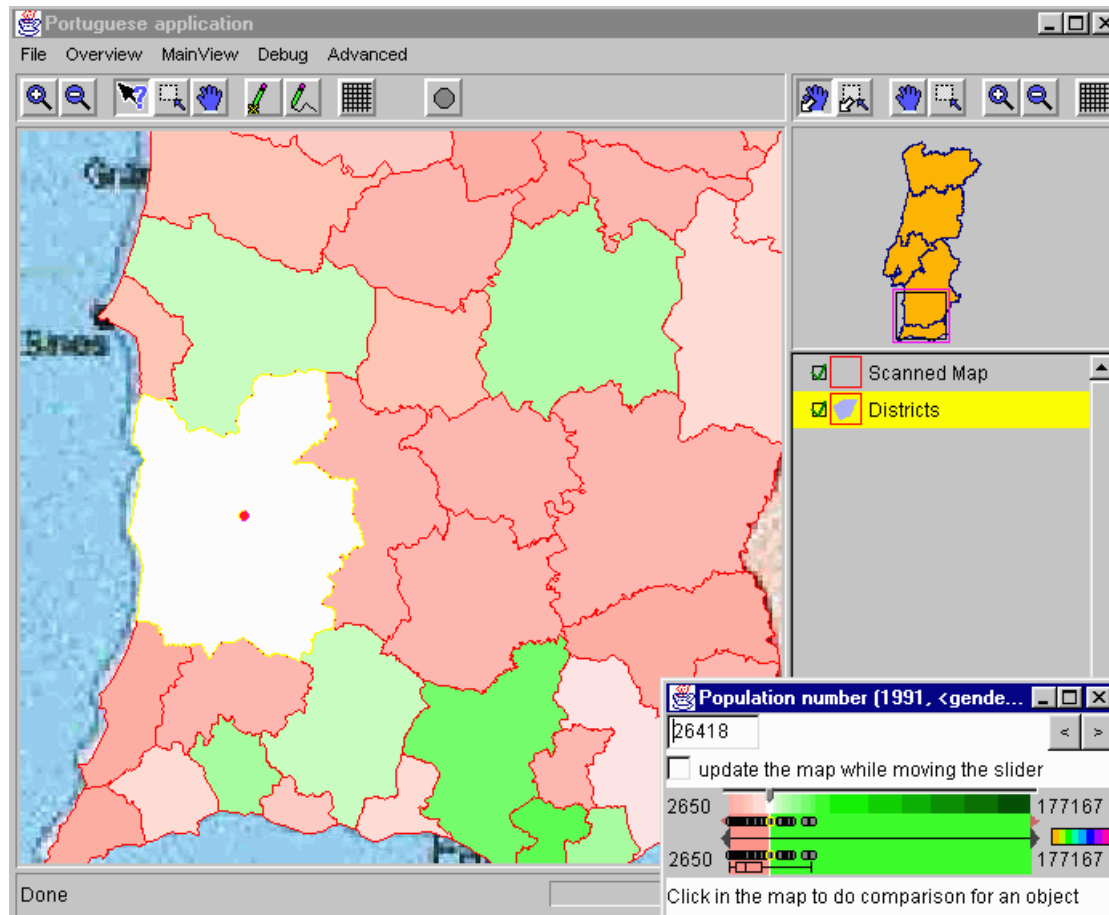 Portuguese application
File Overview MainView Debug Advanced
Sines
Scanned Map
Districts
Population number (1991, <gende...
26418
< >
update the map while moving the slider
2650 177167
2650 177167
Click in the map to do comparison for an object
Done